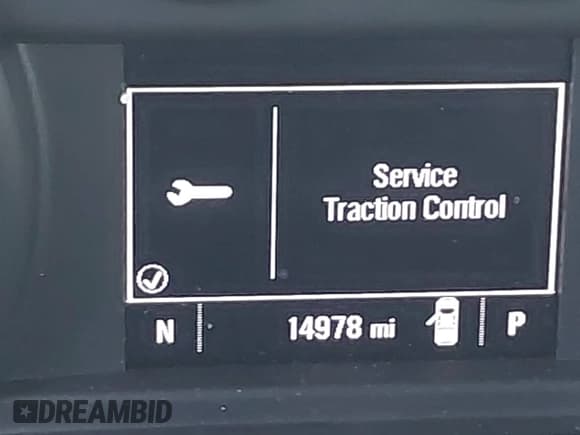 Service
Traction Control
N
14978 mi
P
DREAMBID